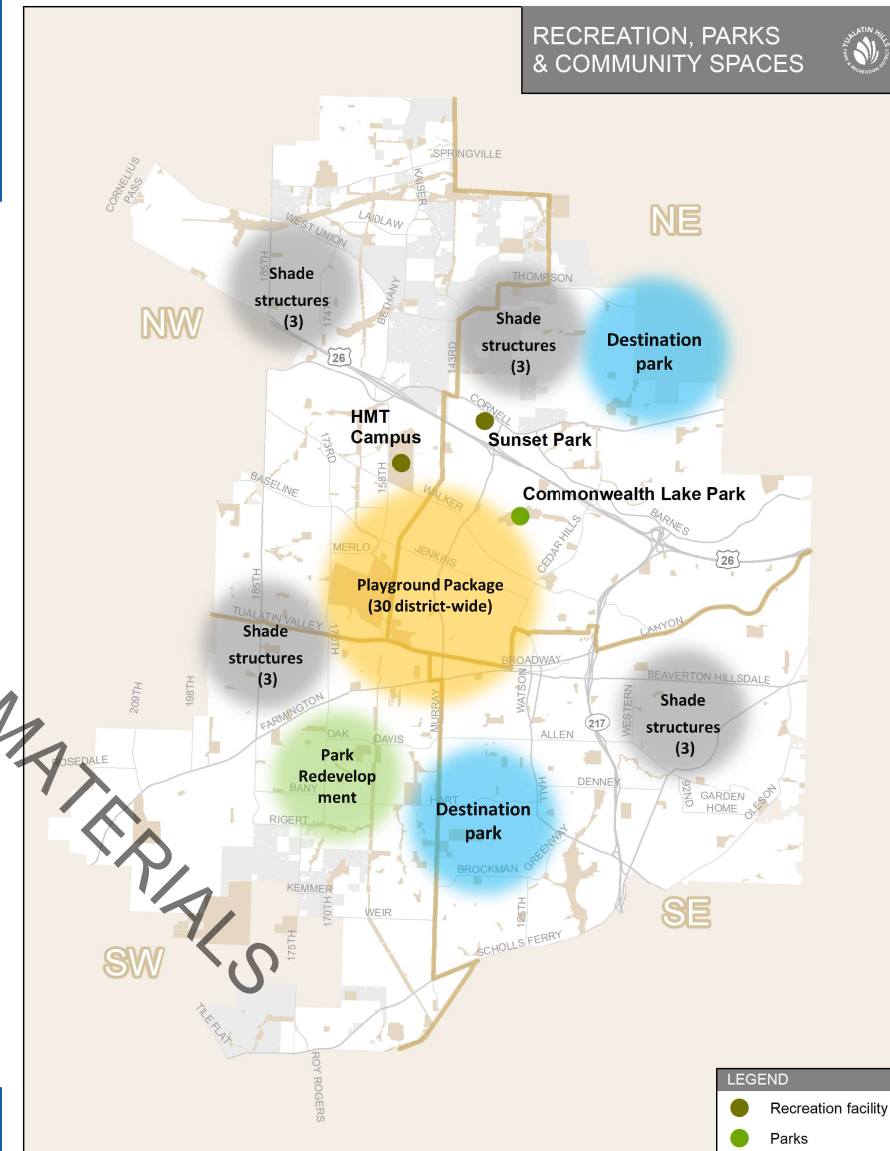 RECREATION, PARKS
& COMMUNITY SPACES
TUALATIN HILLS
PARK & RECREATION DISTRICT
SPRINGVILLE
CORNELIUS
PASS
KAISER
LAIDLAW
WEST UNION
NE
185TH
Shade
structures
(3)
174TH
BETHANY
THOMPSON
NW
143RD
Shade
structures
(3)
Destination
park
26
CORNELL
HMT
Campus
Sunset Park
173RD
158TH
BASELINE
WALKER
Commonwealth Lake Park
BARNES
CEDAR HILLS
26
MERLO
JENKINS
185TH
Playground Package
(30 district-wide)
TUALATIN VALLEY
170TH
Shade
structures
(3)
CANYON
BROADWAY
BEAVERTON HILLSDALE
209TH
198TH
FARMINGTON
MURRAY
WATSON
217
WESTERN
Shade
structures
(3)
OAK
DAVIS
ALLEN
ROSEDALE
Park
Redevelop
ment
BANY
HART
HALL
DENNEY
92ND
GARDEN
HOME
OLESON
RIGERT
Destination
park
GREENWAY
BROCKMAN
KEMMER
170TH
WEIR
125TH
SE
175TH
SCHOLLS FERRY
SW
MATERIALS
TILE FLAT
ROY ROGERS
LEGEND
Recreation facility
Parks